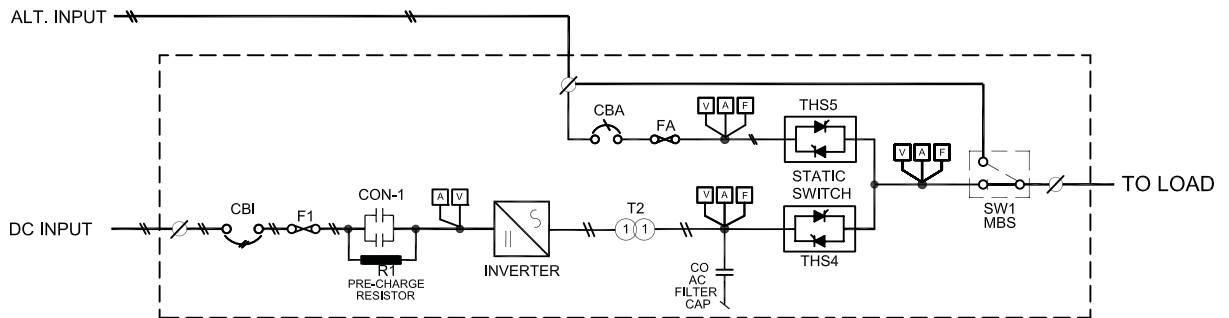 ALT. INPUT
CBA
FA
V A F
THS5
STATIC
SWITCH
V A F
SW1
MBS
TO LOAD
DC INPUT
CBI
F1
CON-1
R1
PRE-CHARGE
RESISTOR
A V
INVERTER
T2
1 1
V A F
CO
AC
FILTER
CAP
THS4